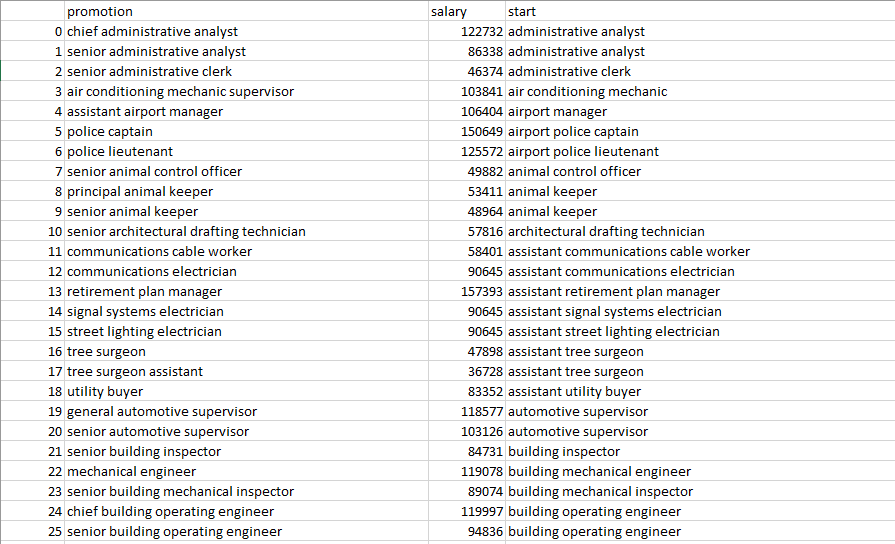 promotion salary start
0 chief administrative analyst 122732 administrative analyst
1 senior administrative analyst 86338 administrative analyst
2 senior administrative clerk 46374 administrative clerk
3 air conditioning mechanic supervisor 103841 air conditioning mechanic
4 assistant airport manager 106404 airport manager
5 police captain 150649 airport police captain
6 police lieutenant 125572 airport police lieutenant
7 senior animal control officer 49882 animal control officer
8 principal animal keeper 53411 animal keeper
9 senior animal keeper 48964 animal keeper
10 senior architectural drafting technician 57816 architectural drafting technician
11 communications cable worker 58401 assistant communications cable worker
12 communications electrician 90645 assistant communications electrician
13 retirement plan manager 157393 assistant retirement plan manager
14 signal systems electrician 90645 assistant signal systems electrician
15 street lighting electrician 90645 assistant street lighting electrician
16 tree surgeon 47898 assistant tree surgeon
17 tree surgeon assistant 36728 assistant tree surgeon
18 utility buyer 83352 assistant utility buyer
19 general automotive supervisor 118577 automotive supervisor
20 senior automotive supervisor 103126 automotive supervisor
21 senior building inspector 84731 building inspector
22 mechanical engineer 119078 building mechanical engineer
23 senior building mechanical inspector 89074 building mechanical inspector
24 chief building operating engineer 119997 building operating engineer
25 senior building operating engineer 94836 building operating engineer